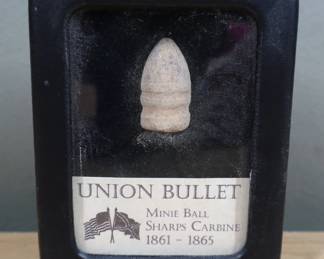 UNION BULLET
MINIE BALL
SHARPS CARBINE
1861 - 1865